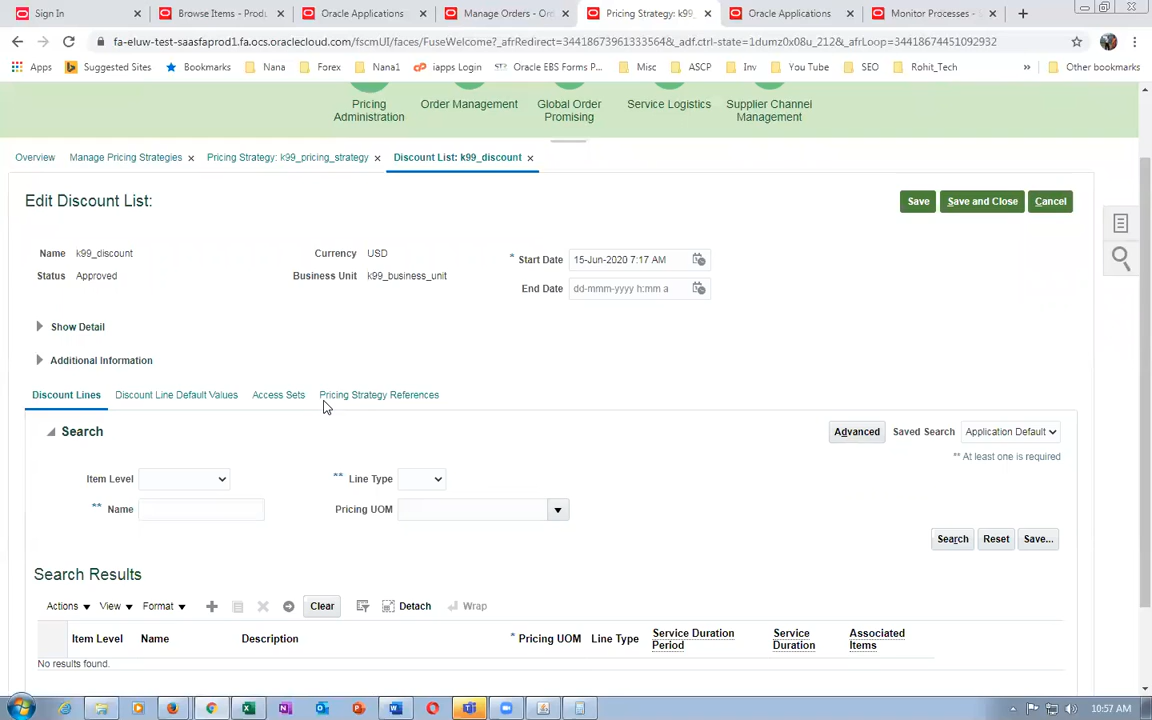 Sign In
Browse Items - Produ
Oracle Applications
Manage Orders - Ord
Pricing Strategy: k99_
Oracle Applications
Monitor Processes -
fa-eluw-test-saasfaprod1.fa.ocs.oraclecloud.com/fscmUI/faces/FuseWelcome?_afrRedirect=344186739613335​64&_adf.ctrl-state=1dumz0x08u_212&_afrLoop=34418674451092932
Apps Suggested Sites Bookmarks Nana Forex Nana1 iapps Login Oracle EBS Forms P... Misc ASCP Inv You Tube SEO Rohit_Tech » Other bookmarks
Pricing Administration
Order Management
Global Order Promising
Service Logistics
Supplier Channel Management
Overview Manage Pricing Strategies × Pricing Strategy: k99_pricing_strategy × Discount List: k99_discount ×
Edit Discount List:
Save Save and Close Cancel
Name k99_discount Currency USD * Start Date 15-Jun-2020 7:17 AM
Status Approved Business Unit k99_business_unit
End Date dd-mmm-yyyy h:mm a
Show Detail
Additional Information
Discount Lines Discount Line Default Values Access Sets Pricing Strategy References
Search
Advanced Saved Search Application Default
** At least one is required
Item Level ** Line Type
** Name Pricing UOM
Search Reset Save...
Search Results
Actions View Format Clear Detach Wrap
Item Level Name Description * Pricing UOM Line Type Service Duration Period Service Duration Associated Items
No results found.
10:57 AM